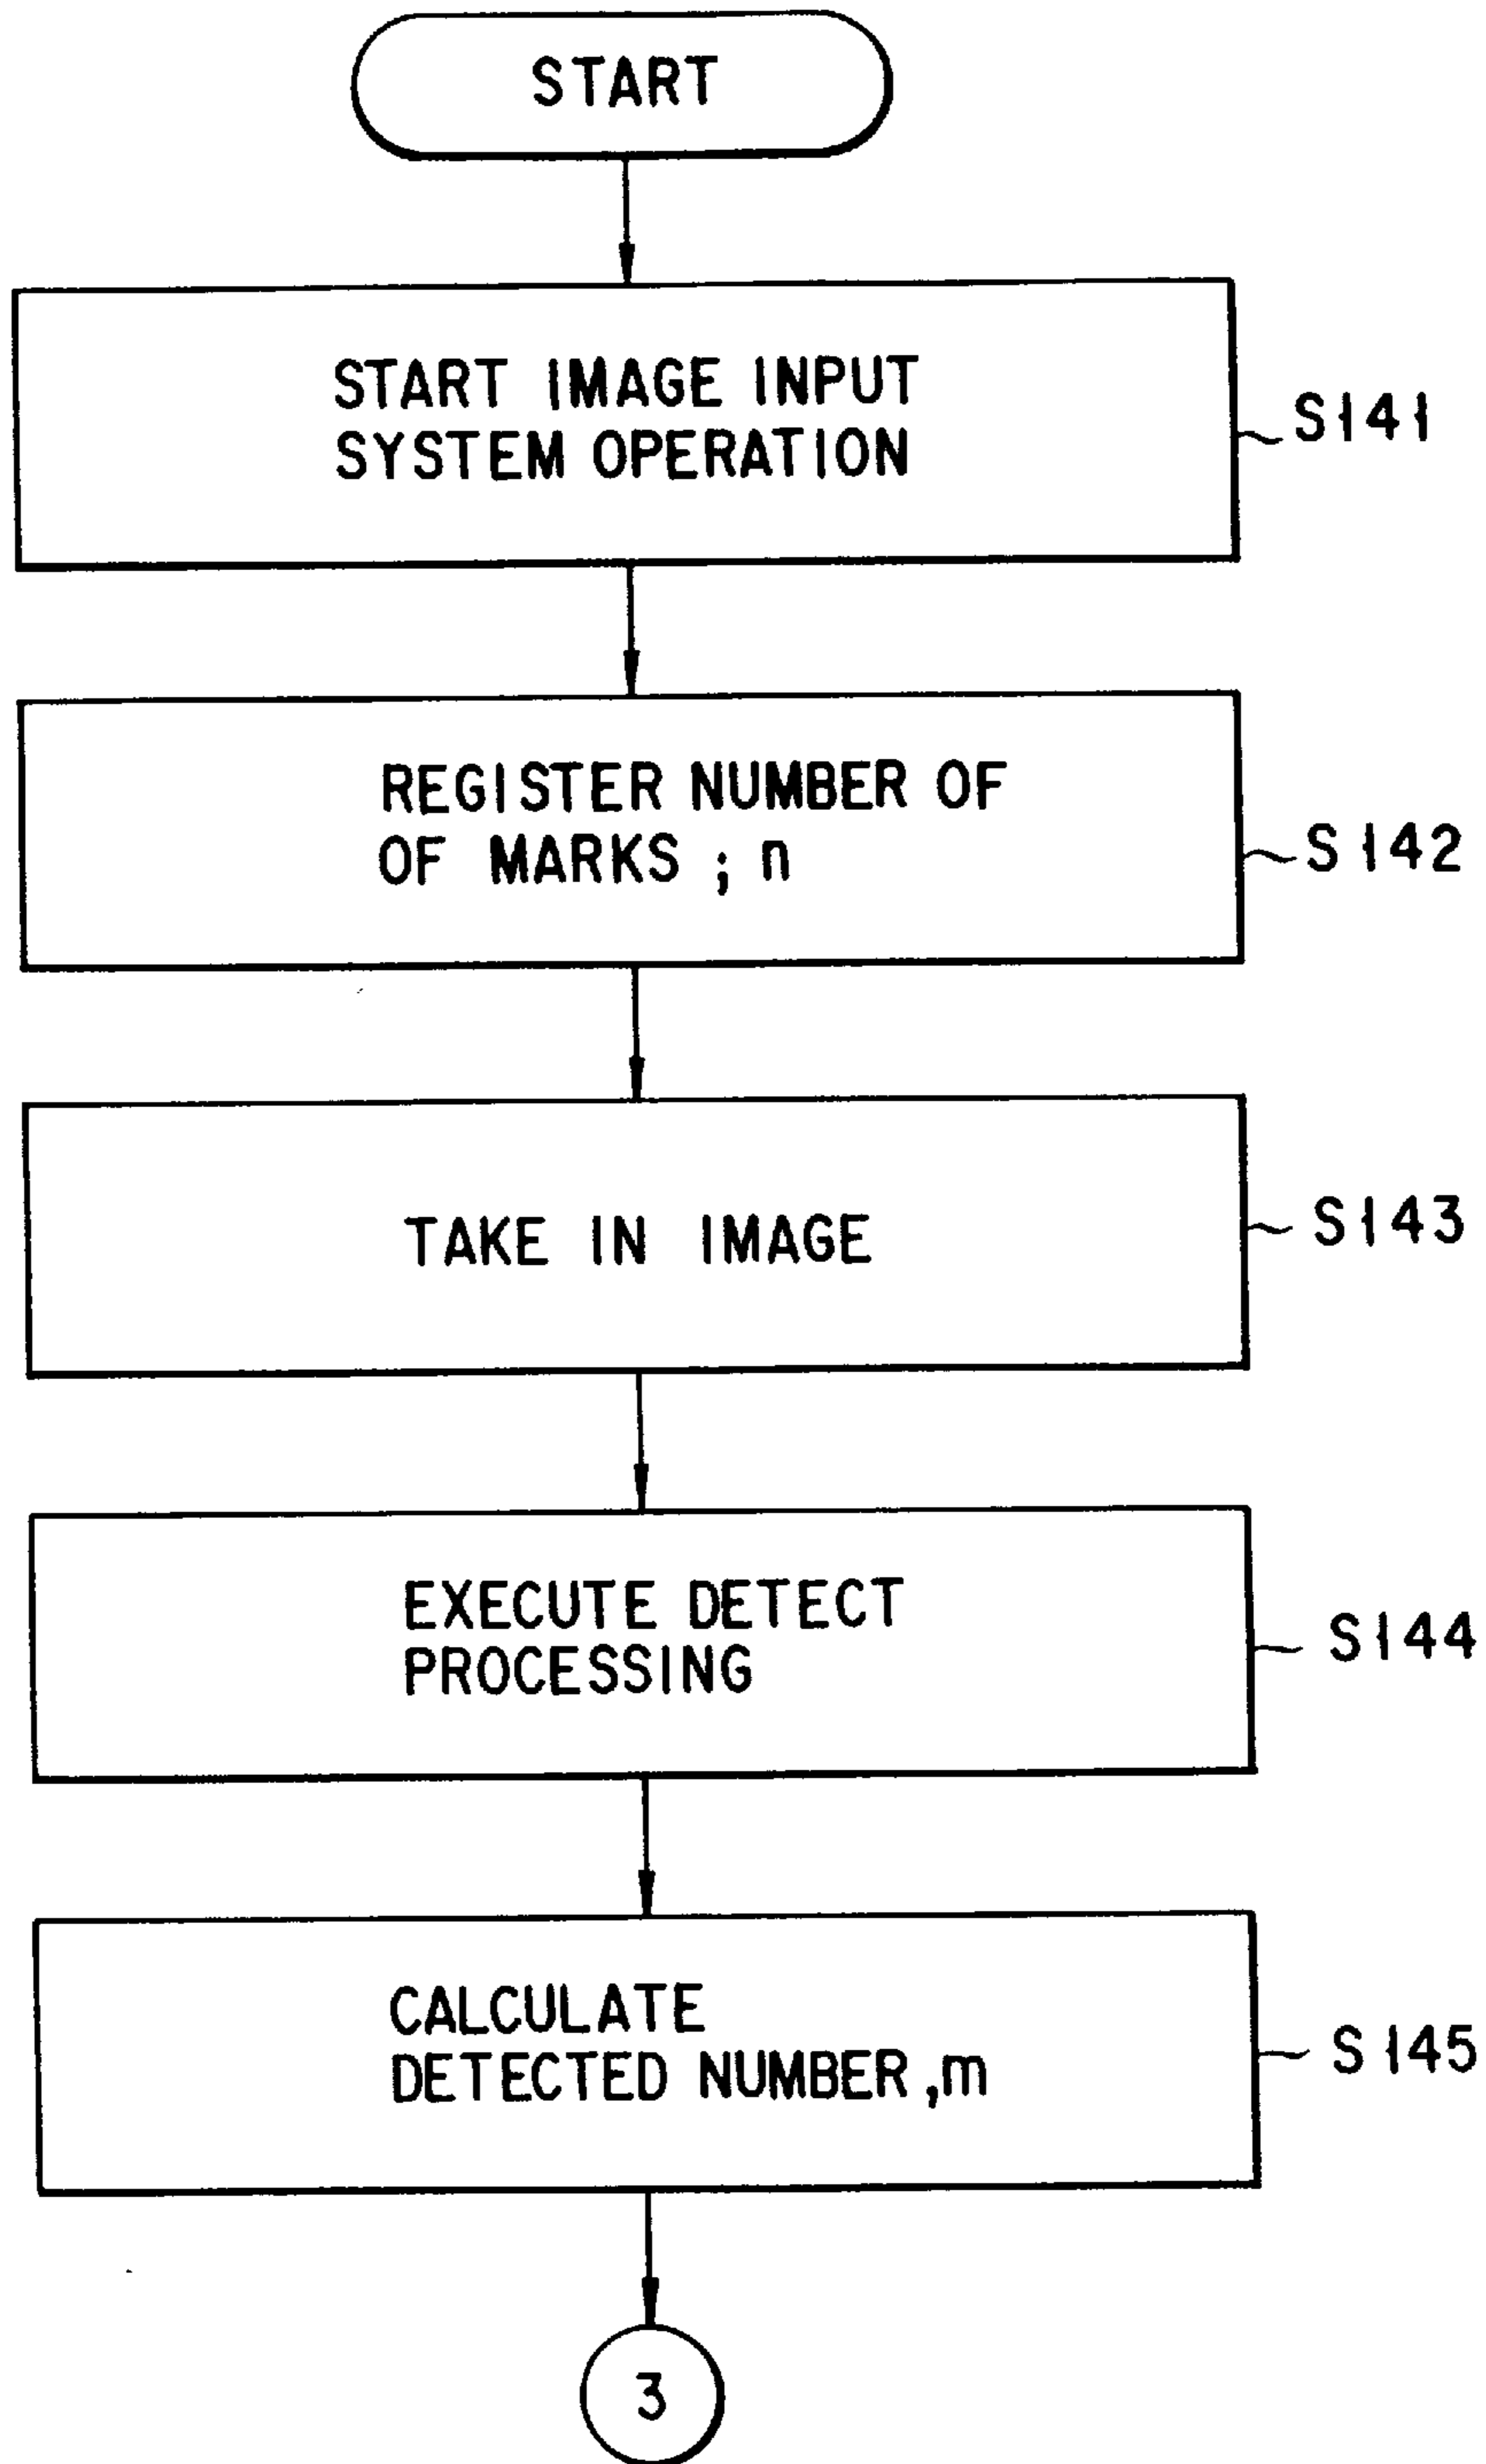 START
START IMAGE INPUT
SYSTEM OPERATION
S141
REGISTER NUMBER OF
OF MARKS ; n
S142
TAKE IN IMAGE
S143
EXECUTE DETECT
PROCESSING
S144
CALCULATE
DETECTED NUMBER ,m
S145
3